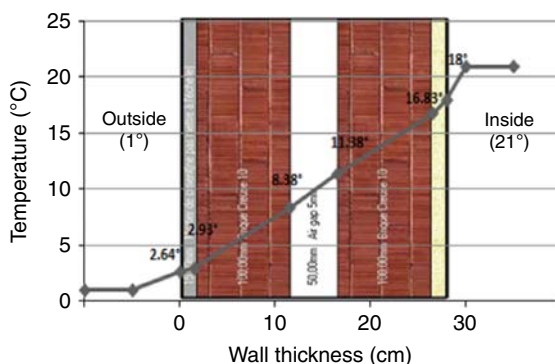 25
20
15
10
5
0
Temperature (°C)
Outside
(1°)
Inside
(21°)
2.64°
2.93°
8.38°
11.38°
16.83°
18°
100,00mm Brique Creuse 10
50,00mm Air gap 5m
100,00mm Brique Creuse 10
0
10
20
30
Wall thickness (cm)